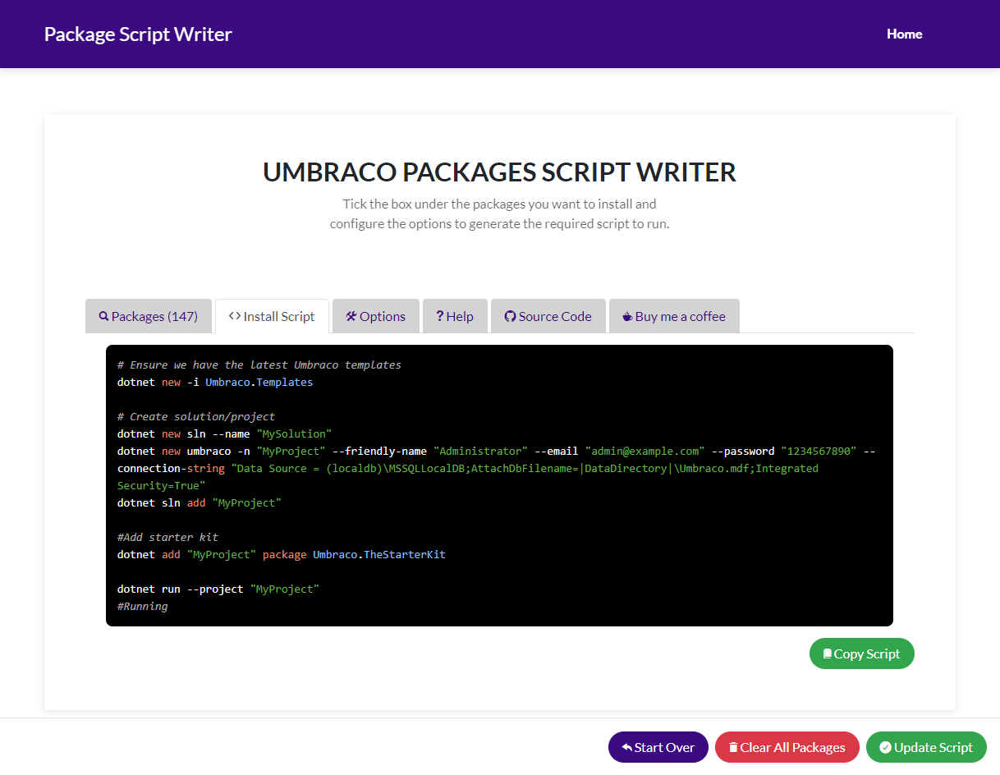 Package Script Writer
Home
UMBRACO PACKAGES SCRIPT WRITER
Tick the box under the packages you want to install and
configure the options to generate the required script to run.
Packages (147)
Install Script
Options
Help
Source Code
Buy me a coffee
# Ensure we have the latest Umbraco templates
dotnet new -i Umbraco.Templates
# Create solution/project
dotnet new sln --name "MySolution"
dotnet new umbraco -n "MyProject" --friendly-name "Administrator" --email "admin@example.com" --password "1234567890" --
connection-string "Data Source = (localdb)\MSSQLLocalDB;AttachDbFilename=|DataDirectory|\Umbraco.mdf;Integrated
Security=True"
dotnet sln add "MyProject"
#Add starter kit
dotnet add "MyProject" package Umbraco.TheStarterKit
dotnet run --project "MyProject"
#Running
Copy Script
Start Over
Clear All Packages
Update Script